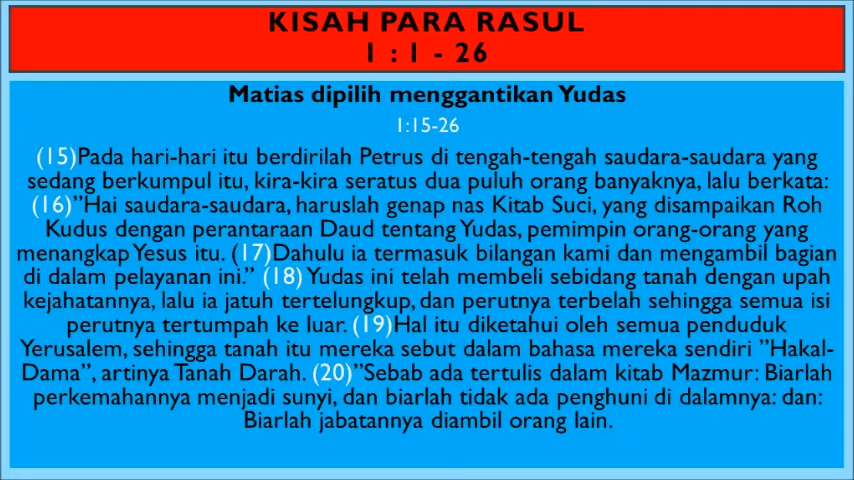 KISAH PARA RASUL
1 : 1 - 26
Matias dipilih menggantikan Yudas
1:15-26
(15)Pada hari-hari itu berdirilah Petrus di tengah-tengah saudara-saudara yang
sedang berkumpul itu, kira-kira seratus dua puluh orang banyaknya, lalu berkata:
(16)”Hai saudara-saudara, haruslah genap nas Kitab Suci, yang disampaikan Roh
Kudus dengan perantaraan Daud tentang Yudas, pemimpin orang-orang yang
menangkap Yesus itu. (17)Dahulu ia termasuk bilangan kami dan mengambil bagian
di dalam pelayanan ini.” (18) Yudas ini telah membeli sebidang tanah dengan upah
kejahatannya, lalu ia jatuh tertelungkup, dan perutnya terbelah sehingga semua isi
perutnya tertumpah ke luar. (19)Hal itu diketahui oleh semua penduduk
Yerusalem, sehingga tanah itu mereka sebut dalam bahasa mereka sendiri ”Hakal-
Dama”, artinya Tanah Darah. (20)”Sebab ada tertulis dalam kitab Mazmur: Biarlah
perkemahannya menjadi sunyi, dan biarlah tidak ada penghuni di dalamnya: dan:
Biarlah jabatannya diambil orang lain.